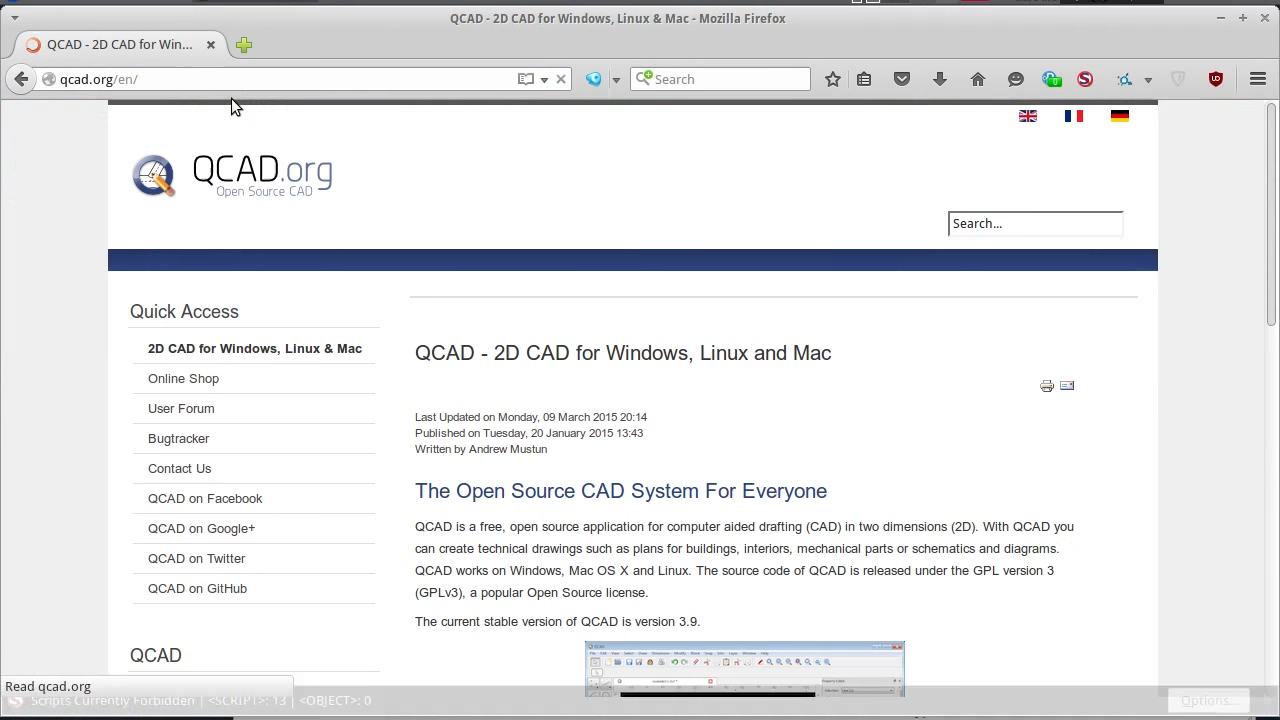 QCAD - 2D CAD for Windows, Linux & Mac - Mozilla Firefox
QCAD - 2D CAD for Win...
qcad.org/en/
Search
QCAD.org
Open Source CAD
Search...
Quick Access
2D CAD for Windows, Linux & Mac
Online Shop
User Forum
Bugtracker
Contact Us
QCAD on Facebook
QCAD on Google+
QCAD on Twitter
QCAD on GitHub
QCAD
QCAD - 2D CAD for Windows, Linux and Mac
Last Updated on Monday, 09 March 2015 20:14
Published on Tuesday, 20 January 2015 13:43
Written by Andrew Mustun
The Open Source CAD System For Everyone
QCAD is a free, open source application for computer aided drafting (CAD) in two dimensions (2D). With QCAD you
can create technical drawings such as plans for buildings, interiors, mechanical parts or schematics and diagrams.
QCAD works on Windows, Mac OS X and Linux. The source code of QCAD is released under the GPL version 3
(GPLv3), a popular Open Source license.
The current stable version of QCAD is version 3.9.
Read qcad.org
Scripts Currently Forbidden | <SCRIPT>: 13 | <OBJECT>: 0
Options...